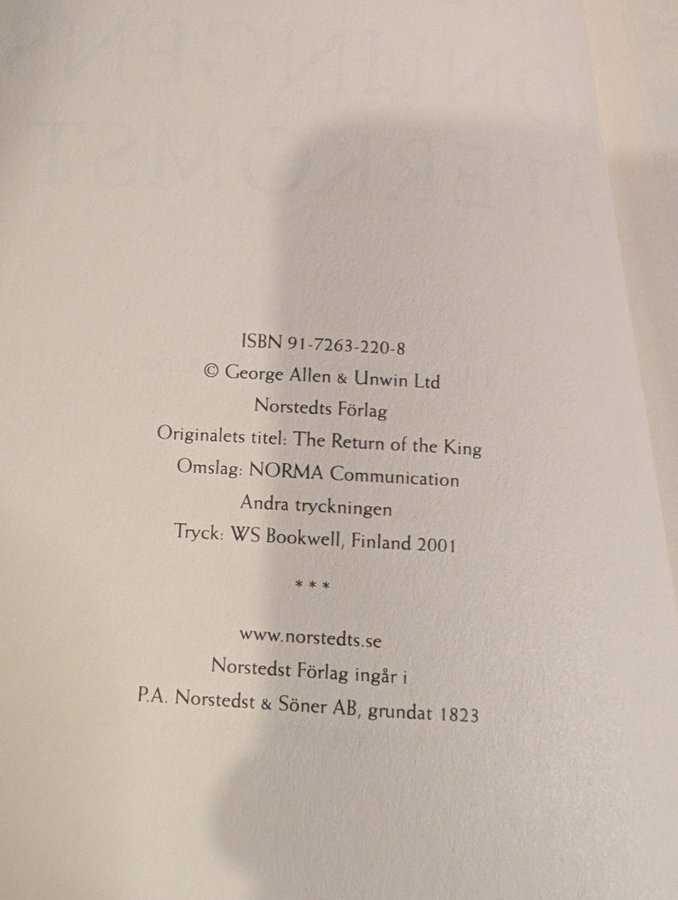 ISBN 91-7263-220-8
© George Allen & Unwin Ltd
Norstedts Förlag
Originalets titel: The Return of the King
Omslag: NORMA Communication
Andra tryckningen
Tryck: WS Bookwell, Finland 2001
***
www.norstedts.se
Norstedst Förlag ingår i
P.A. Norstedst & Söner AB, grundat 1823